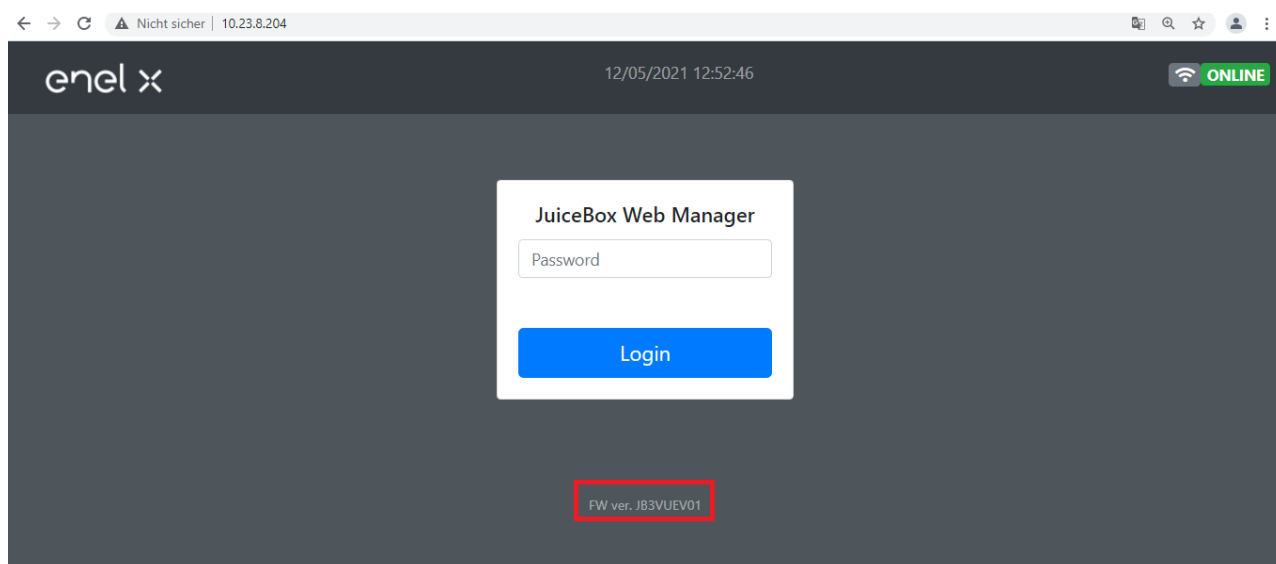 Nicht sicher | 10.23.8.204
enel x
12/05/2021 12:52:46
ONLINE
JuiceBox Web Manager
Password
Login
FW ver. JB3VUEV01